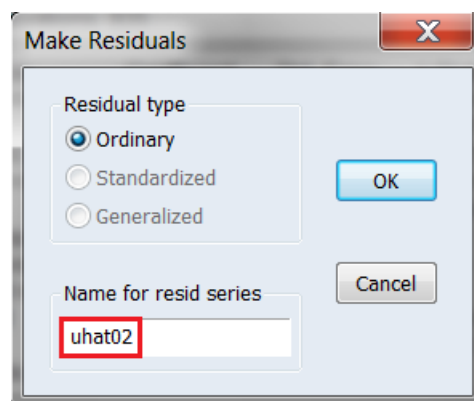 Make Residuals
Residual type
Ordinary
Standardized
Generalized
OK
Name for resid series
uhat02
Cancel